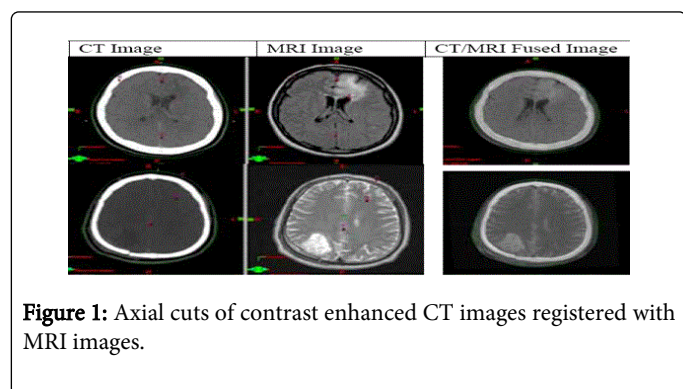 CT Image MRI Image CT/MRI Fused Image
Figure 1: Axial cuts of contrast enhanced CT images registered with
MRI images.